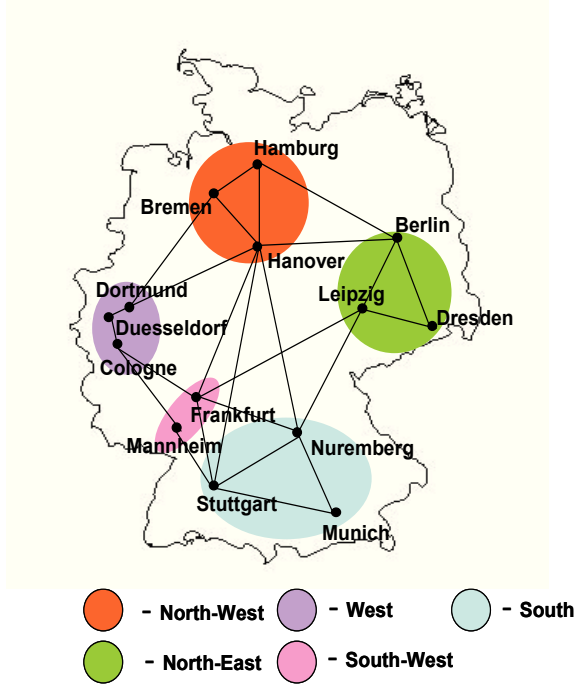 Hamburg
Bremen
Berlin
Hanover
Dortmund
Leipzig
Duesseldorf
Dresden
Cologne
Frankfurt
Mannheim
Nuremberg
Stuttgart
Munich
- North-West
- West
- South
- North-East
- South-West